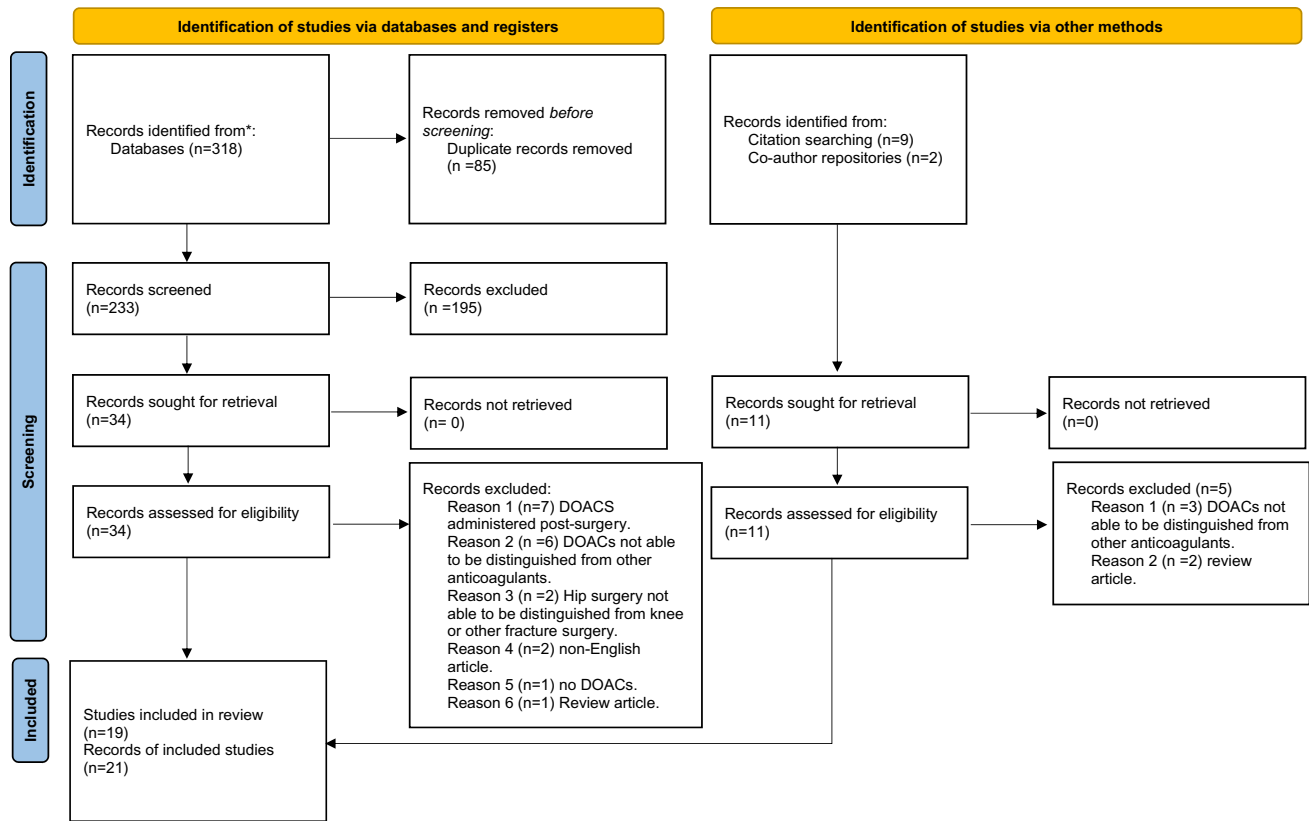 Identification of studies via databases and registers
Identification of studies via other methods
Identification
Records identified from*:
Databases (n=318)
Records removed before
screening:
Duplicate records removed
(n =85)
Records identified from:
Citation searching (n=9)
Co-author repositories (n=2)
Screening
Records screened
(n=233)
Records excluded
(n =195)
Records sought for retrieval
(n=34)
Records not retrieved
(n= 0)
Records sought for retrieval
(n=11)
Records not retrieved
(n=0)
Records assessed for eligibility
(n=34)
Records excluded:
Reason 1 (n=7) DOACS
administered post-surgery.
Reason 2 (n =6) DOACs not able
to be distinguished from other
anticoagulants.
Reason 3 (n =2) Hip surgery not
able to be distinguished from knee
or other fracture surgery.
Reason 4 (n=2) non-English
article.
Reason 5 (n=1) no DOACs.
Reason 6 (n=1) Review article.
Records assessed for eligibility
(n=11)
Records excluded (n=5)
Reason 1 (n =3) DOACs not
able to be distinguished from
other anticoagulants.
Reason 2 (n =2) review
article.
Included
Studies included in review
(n=19)
Records of included studies
(n=21)